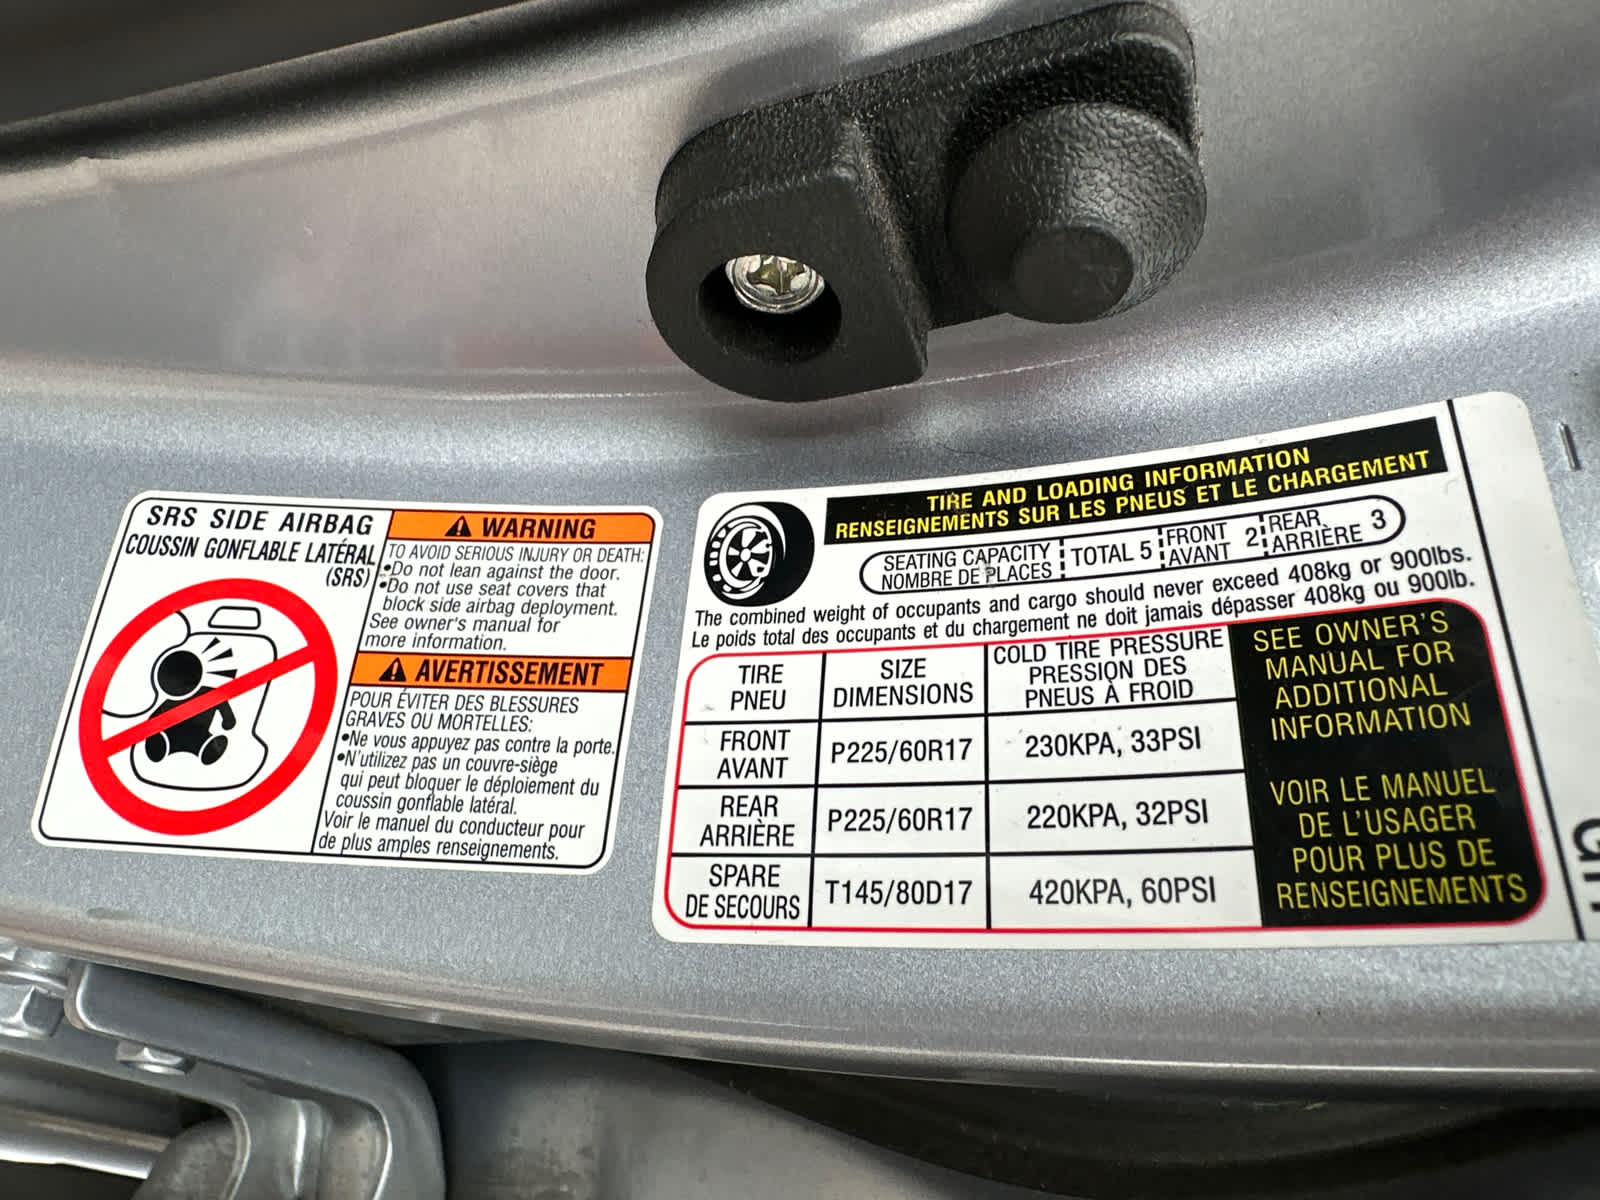 SRS SIDE AIRBAG
COUSSIN GONFLABLE LATÉRAL
(SRS)
WARNING
TO AVOID SERIOUS INJURY OR DEATH:
•Do not lean against the door.
•Do not use seat covers that
block side airbag deployment.
See owner's manual for
more information.
AVERTISSEMENT
POUR ÉVITER DES BLESSURES
GRAVES OU MORTELLES:
•Ne vous appuyez pas contre la porte.
•N'utilizez pas un couvre-siège
qui peut bloquer le déploiement du
coussin gonflable latéral.
Voir le manuel du conducteur pour
de plus amples renseignements.
TIRE AND LOADING INFORMATION
RENSEIGNEMENTS SUR LES PNEUS ET LE CHARGEMENT
SEATING CAPACITY
NOMBRE DE PLACES
TOTAL 5
FRONT
AVANT
2
REAR
ARRIÈRE
3
The combined weight of occupants and cargo should never exceed 408kg or 900lbs.
Le poids total des occupants et du chargement ne doit jamais dépasser 408kg ou 900lb.
TIRE
PNEU
SIZE
DIMENSIONS
COLD TIRE PRESSURE
PRESSION DES
PNEUS À FROID
FRONT
AVANT
P225/60R17
230KPA, 33PSI
REAR
ARRIÈRE
P225/60R17
220KPA, 32PSI
SPARE
DE SECOURS
T145/80D17
420KPA, 60PSI
SEE OWNER'S
MANUAL FOR
ADDITIONAL
INFORMATION
VOIR LE MANUEL
DE L'USAGER
POUR PLUS DE
RENSEIGNEMENTS